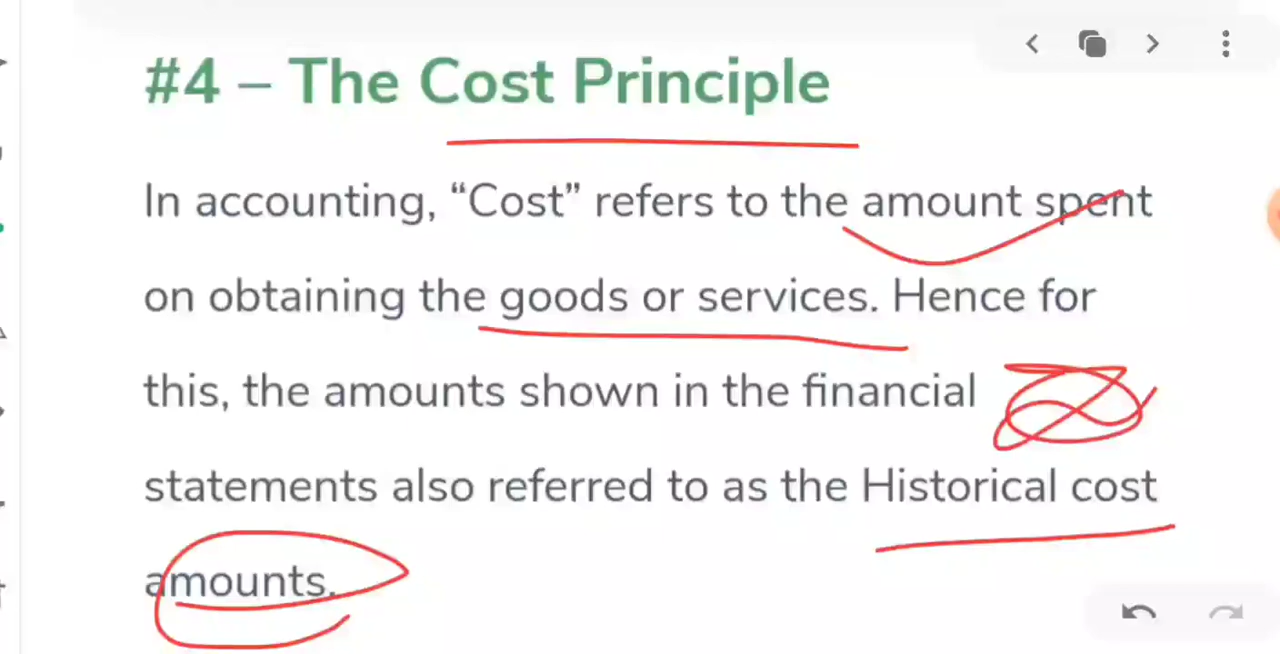 #4 – The Cost Principle
In accounting, “Cost” refers to the amount spent
on obtaining the goods or services. Hence for
this, the amounts shown in the financial
statements also referred to as the Historical cost
amounts.